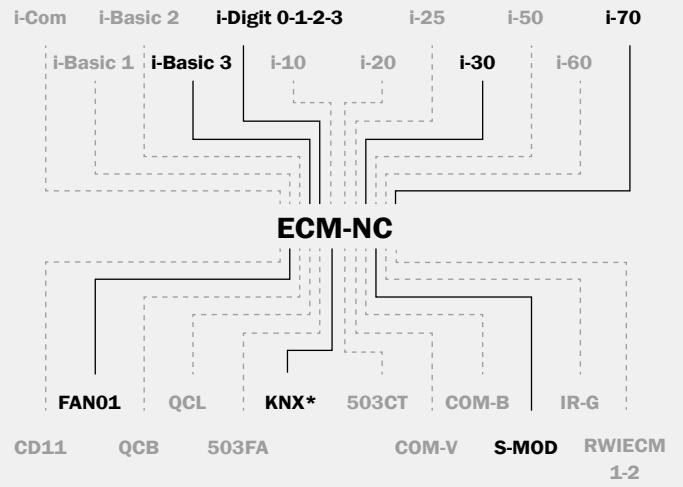 i-Com i-Basic 2 i-Digit 0-1-2-3 i-25 i-50 i-70
i-Basic 1 i-Basic 3 i-10 i-20 i-30 i-60
ECM-NC
FAN01 QCL KNX* 503CT COM-B IR-G
CD11 QCB 503FA COM-V S-MOD RWIECM
1-2